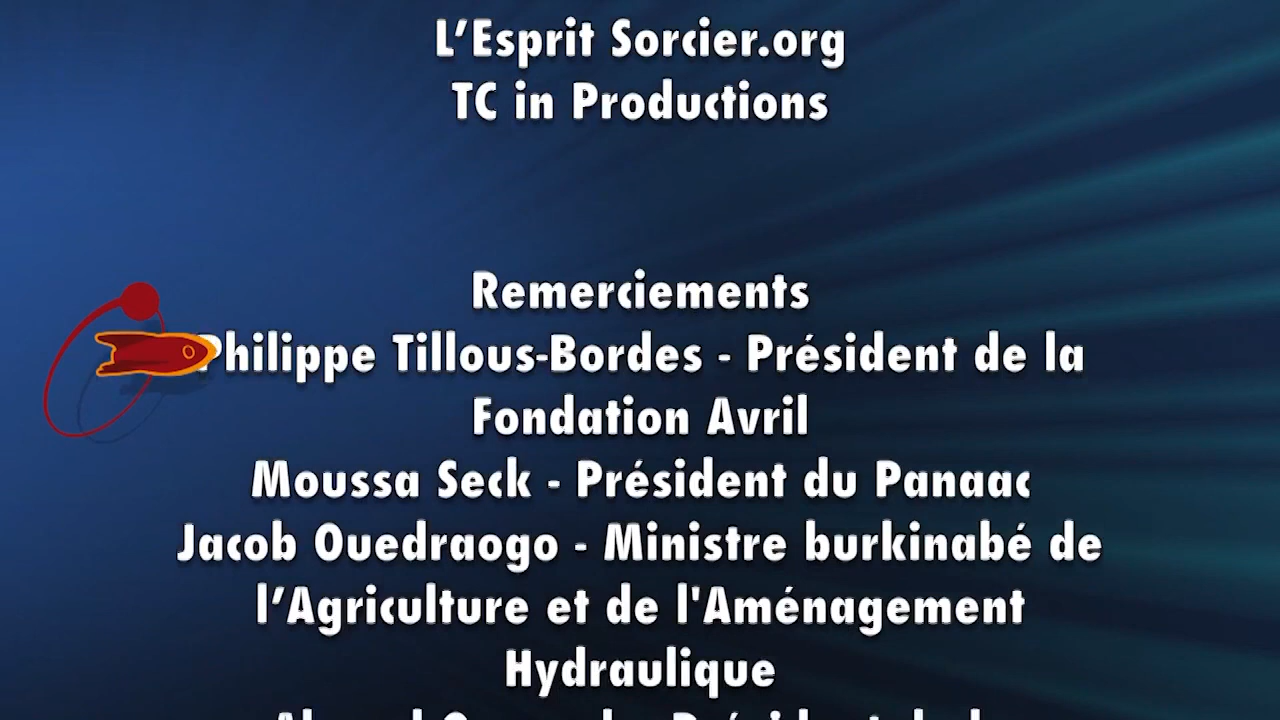 L’Esprit Sorcier.org
TC in Productions
Remerciements
Philippe Tillous-Bordes - Président de la
Fondation Avril
Moussa Seck - Président du Panaac
Jacob Ouedraogo - Ministre burkinabé de
l’Agriculture et de l'Aménagement
Hydraulique